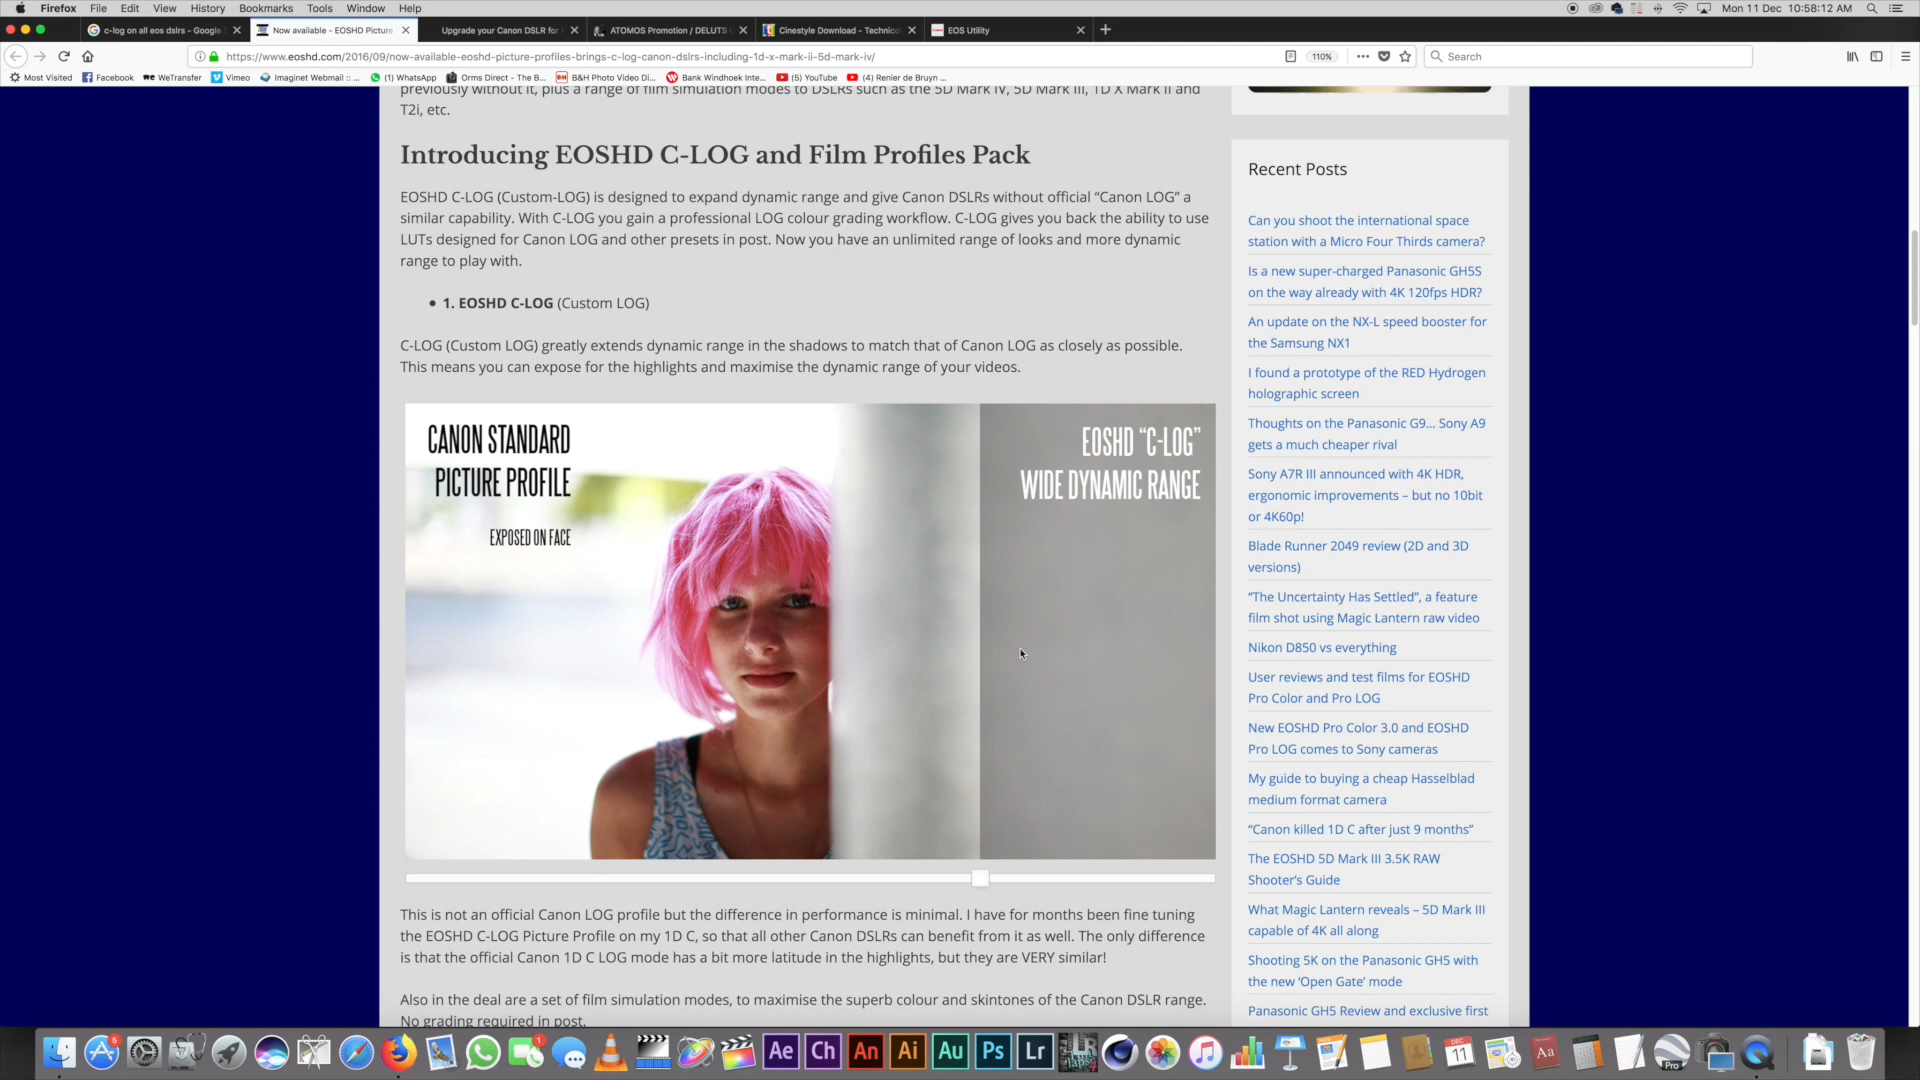 Firefox File Edit View History Bookmarks Tools Window Help
Mon 11 Dec 10:58:12 AM
c-log on all eos dslrs - Google
Now available - EOSHD Picture
Upgrade your Canon DSLR for
ATOMOS Promotion / DELUTS
Cinestyle Download - Technico
EOS Utility
https://www.eoshd.com/2016/09/now-available-eoshd-picture-profiles-brings-c-log-canon-dslrs-including-1d-x-mark-ii-5d-mark-iv/
110%
Search
Most Visited Facebook WeTransfer Vimeo Imaginet Webmail :: ... (1) WhatsApp Orms Direct - The B... B&H Photo Video Di... Bank Windhoek Inte... (5) YouTube (4) Renier de Bruyn ...
previously without it, plus a range of film simulation modes to DSLRs such as the 5D Mark IV, 5D Mark III, 1D X Mark II and
T2i, etc.
Introducing EOSHD C-LOG and Film Profiles Pack
EOSHD C-LOG (Custom-LOG) is designed to expand dynamic range and give Canon DSLRs without official “Canon LOG” a
similar capability. With C-LOG you gain a professional LOG colour grading workflow. C-LOG gives you back the ability to use
LUTs designed for Canon LOG and other presets in post. Now you have an unlimited range of looks and more dynamic
range to play with.
• 1. EOSHD C-LOG (Custom LOG)
C-LOG (Custom LOG) greatly extends dynamic range in the shadows to match that of Canon LOG as closely as possible.
This means you can expose for the highlights and maximise the dynamic range of your videos.
CANON STANDARD
PICTURE PROFILE
EXPOSED ON FACE
EOSHD “C-LOG”
WIDE DYNAMIC RANGE
This is not an official Canon LOG profile but the difference in performance is minimal. I have for months been fine tuning
the EOSHD C-LOG Picture Profile on my 1D C, so that all other Canon DSLRs can benefit from it as well. The only difference
is that the official Canon 1D C LOG mode has a bit more latitude in the highlights, but they are VERY similar!
Also in the deal are a set of film simulation modes, to maximise the superb colour and skintones of the Canon DSLR range.
No grading required in post.
Recent Posts
Can you shoot the international space
station with a Micro Four Thirds camera?
Is a new super-charged Panasonic GH5S
on the way already with 4K 120fps HDR?
An update on the NX-L speed booster for
the Samsung NX1
I found a prototype of the RED Hydrogen
holographic screen
Thoughts on the Panasonic G9... Sony A9
gets a much cheaper rival
Sony A7R III announced with 4K HDR,
ergonomic improvements – but no 10bit
or 4K60p!
Blade Runner 2049 review (2D and 3D
versions)
“The Uncertainty Has Settled”, a feature
film shot using Magic Lantern raw video
Nikon D850 vs everything
User reviews and test films for EOSHD
Pro Color and Pro LOG
New EOSHD Pro Color 3.0 and EOSHD
Pro LOG comes to Sony cameras
My guide to buying a cheap Hasselblad
medium format camera
“Canon killed 1D C after just 9 months”
The EOSHD 5D Mark III 3.5K RAW
Shooter’s Guide
What Magic Lantern reveals – 5D Mark III
capable of 4K all along
Shooting 5K on the Panasonic GH5 with
the new ‘Open Gate’ mode
Panasonic GH5 Review and exclusive first
5 1 Ae Ch An Ai Au Ps Lr LR DEC 11 Aa Pro